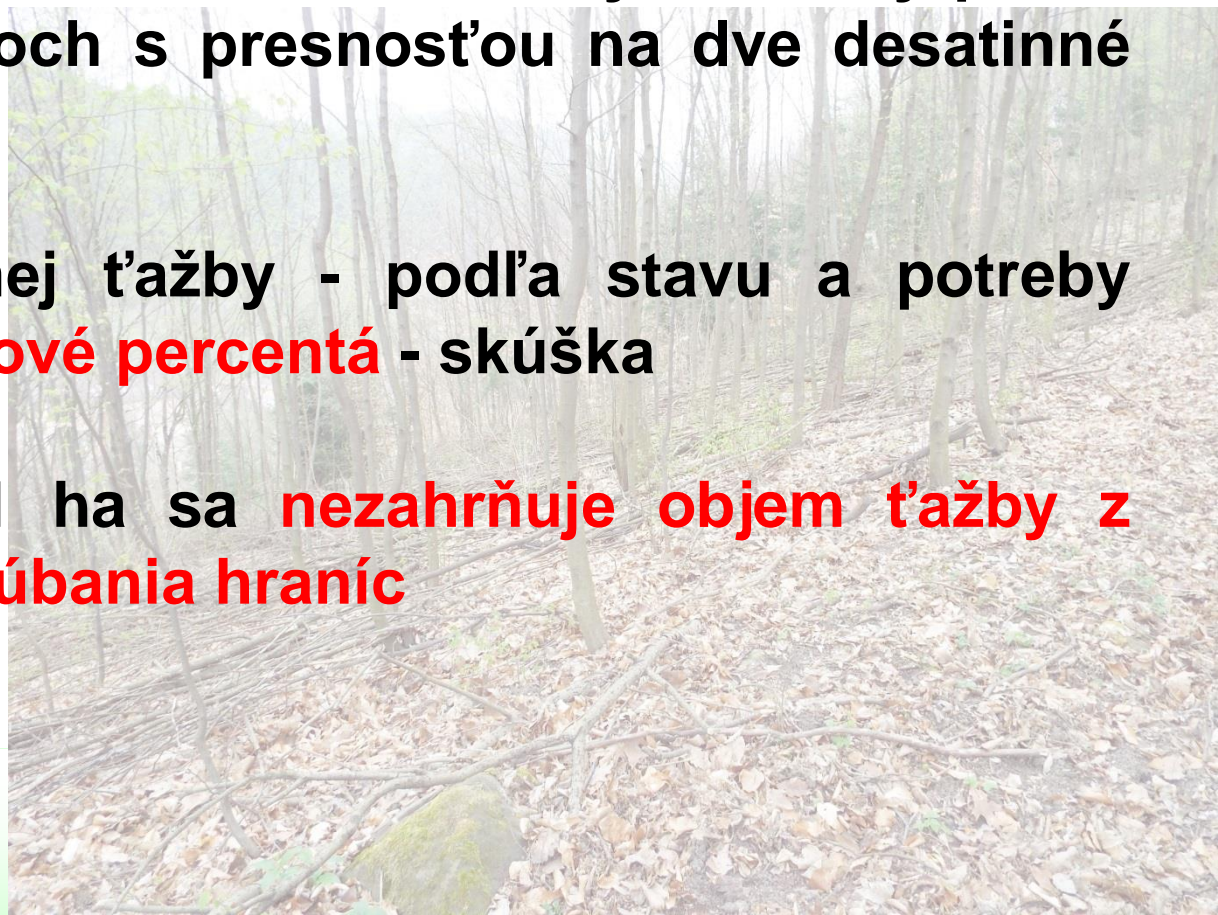 och s presnosťou na dve desatinné
ej ťažby - podľa stavu a potreby
ové percentá - skúška
ha sa nezahrňuje objem ťažby z
úbania hraníc